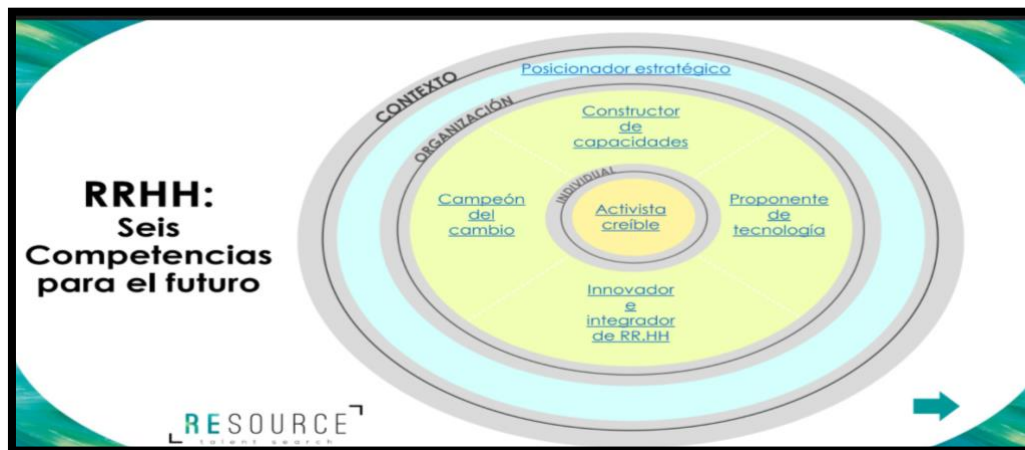 RRHH:
Seis
Competencias
para el futuro
CONTEXTO
Posicionador estratégico
ORGANIZACIÓN
Constructor
de
capacidades
Campeón
del
cambio
INDIVIDUAL
Activista
creíble
Proponente
de
tecnología
Innovador
e
integrador
de RR.HH
RESOURCE
talent search